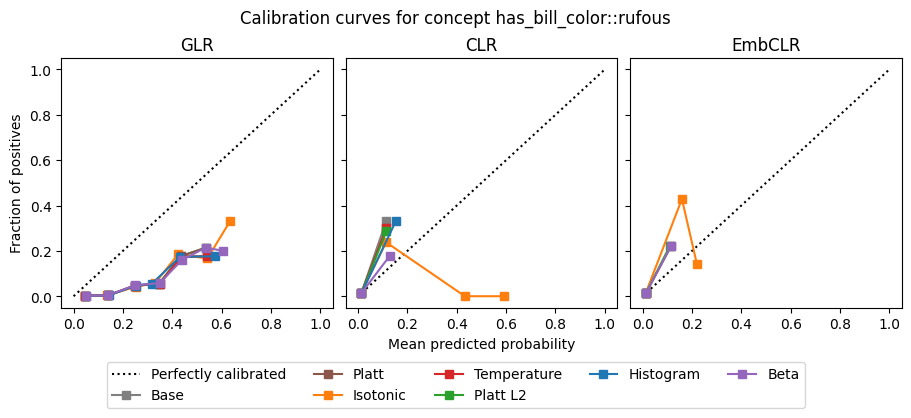 Calibration curves for concept has_bill_color::rufous
GLR
CLR
EmbCLR
1.0
0.8
0.6
0.4
0.2
0.0
Fraction of positives
0.0 0.2 0.4 0.6 0.8 1.0
0.0 0.2 0.4 0.6 0.8 1.0
0.0 0.2 0.4 0.6 0.8 1.0
Mean predicted probability
Perfectly calibrated
Base
Platt
Isotonic
Temperature
Platt L2
Histogram
Beta